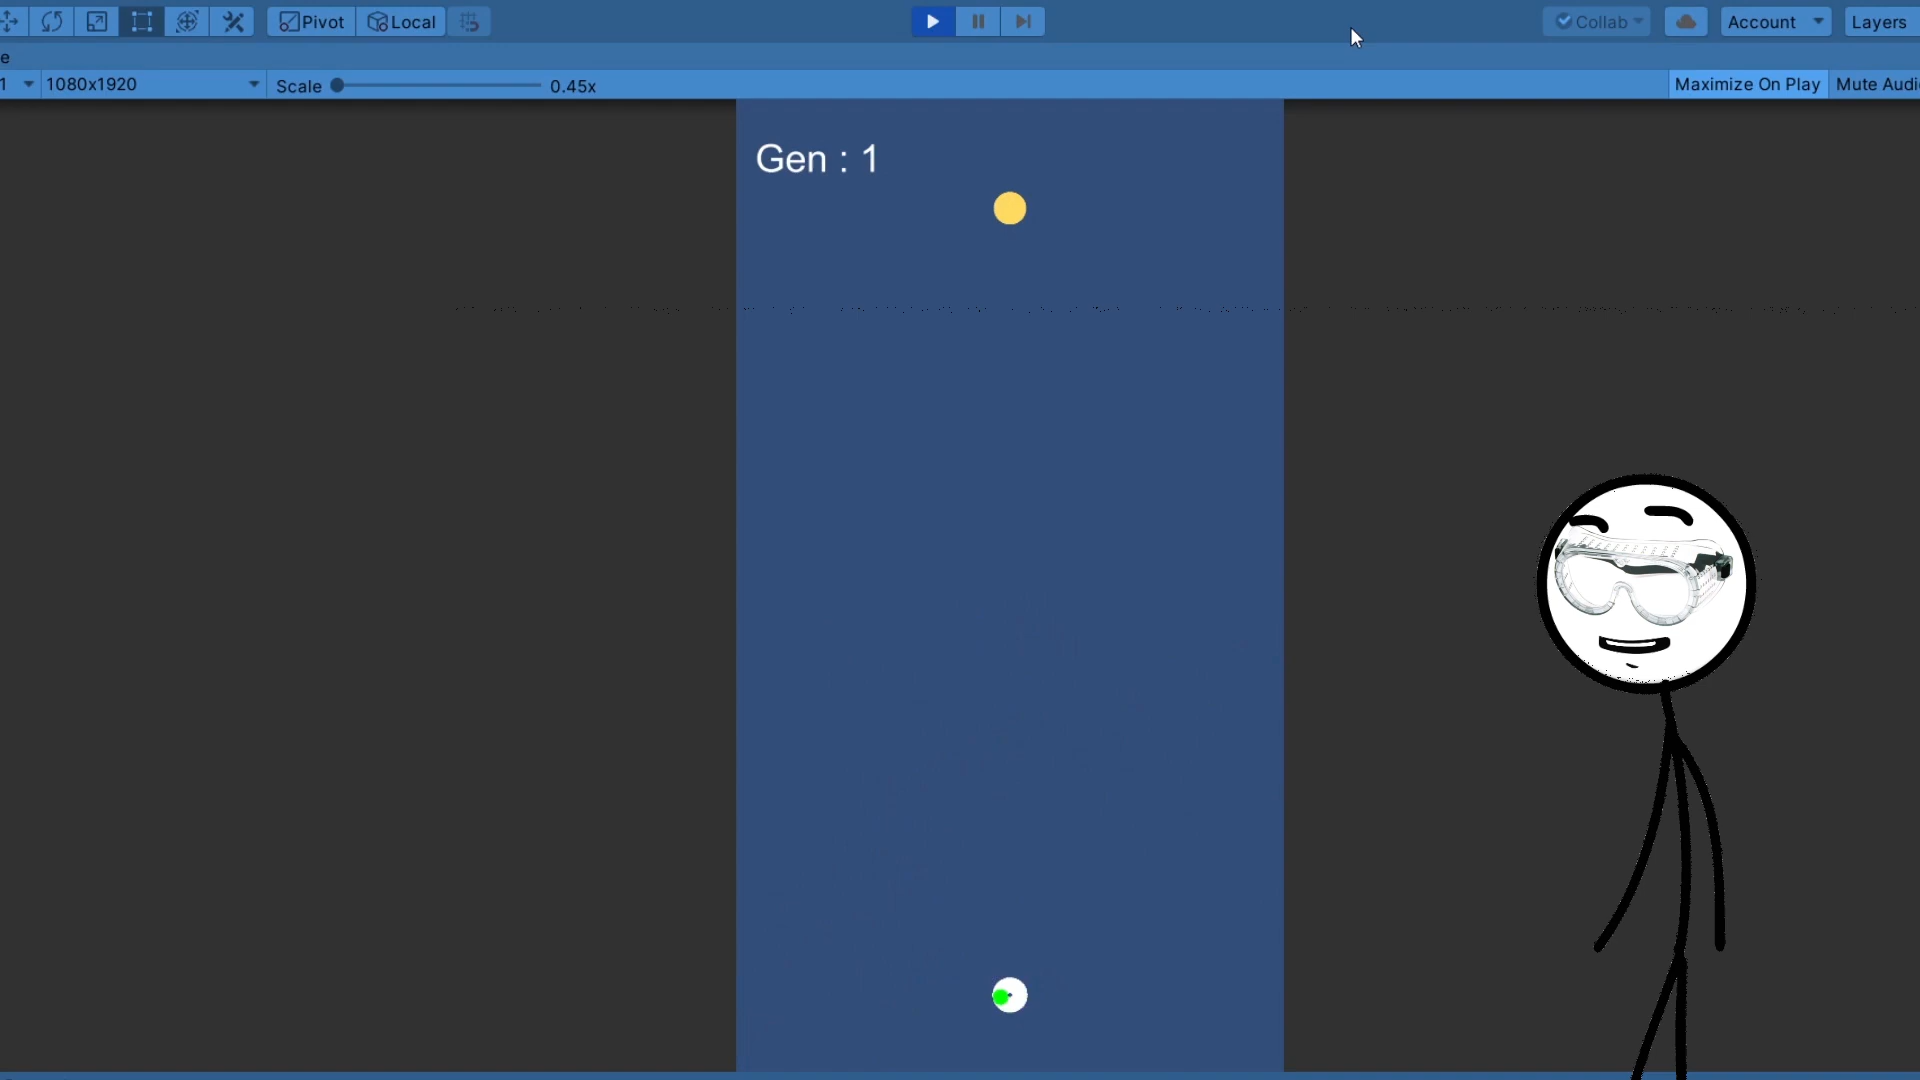 Pivot Local Collab Account Layers
e
1 1080x1920 Scale 0.45x Maximize On Play Mute Audi
Gen : 1